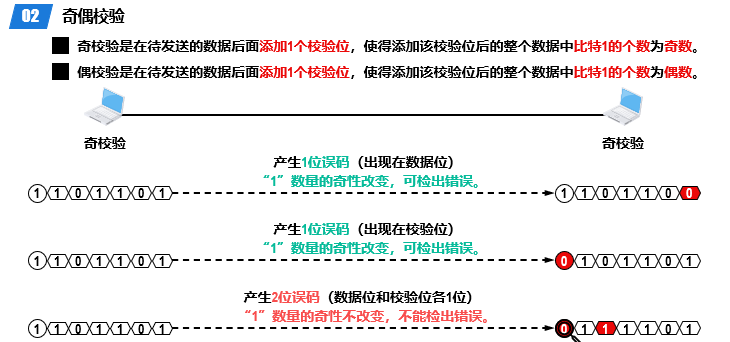 02 奇偶校验
奇校验是在待发送的数据后面添加1个校验位，使得添加该校验位后的整个数据中比特1的个数为奇数。
偶校验是在待发送的数据后面添加1个校验位，使得添加该校验位后的整个数据中比特1的个数为偶数。
奇校验 奇校验
产生1位误码（出现在数据位）
“1”数量的奇性改变，可检出错误。
1 1 0 1 1 0 1 1 1 0 1 1 0 0
产生1位误码（出现在校验位）
“1”数量的奇性改变，可检出错误。
1 1 0 1 1 0 1 0 1 0 1 1 0 1
产生2位误码（数据位和校验位各1位）
“1”数量的奇性不改变，不能检出错误。
1 1 0 1 1 0 1 0 1 1 1 1 0 1